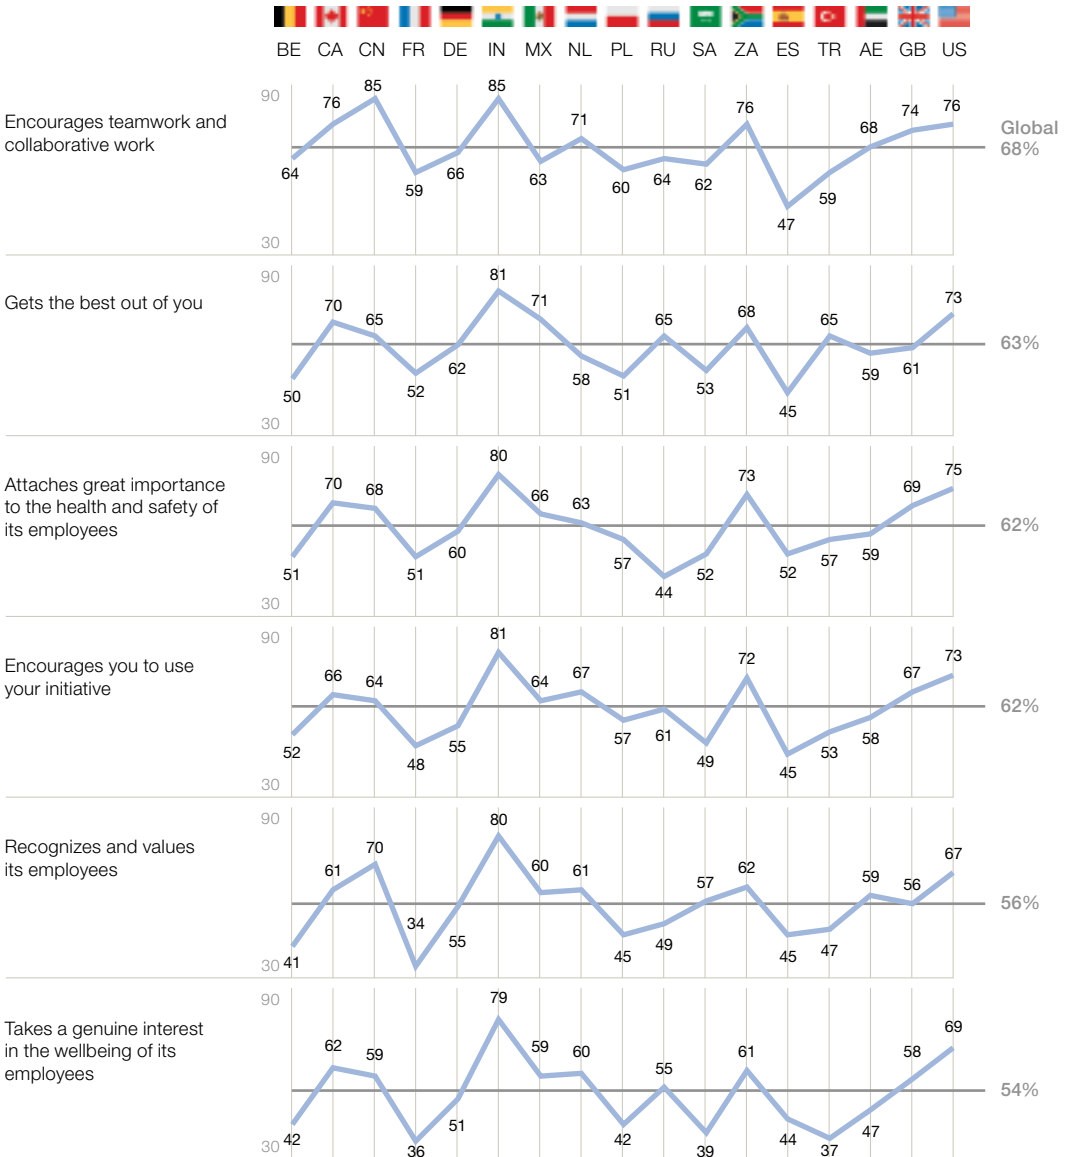 BE CA CN FR DE IN MX NL PL RU SA ZA ES TR AE GB US
Encourages teamwork and
collaborative work
90
30
64 76 85 59 66 85 63 71 60 64 62 76 47 59 68 74 76
Global
68%
Gets the best out of you
90
30
50 70 65 52 62 81 71 58 51 65 53 68 45 65 59 61 73
63%
Attaches great importance
to the health and safety of
its employees
90
30
51 70 68 51 60 80 66 63 57 44 52 73 52 57 59 69 75
62%
Encourages you to use
your initiative
90
30
52 66 64 48 55 81 64 67 57 61 49 72 45 53 58 67 73
62%
Recognizes and values
its employees
90
30
41 61 70 34 55 80 60 61 45 49 57 62 45 47 59 56 67
56%
Takes a genuine interest
in the wellbeing of its
employees
90
30
42 62 59 36 51 79 59 60 42 55 39 61 44 37 47 58 69
54%